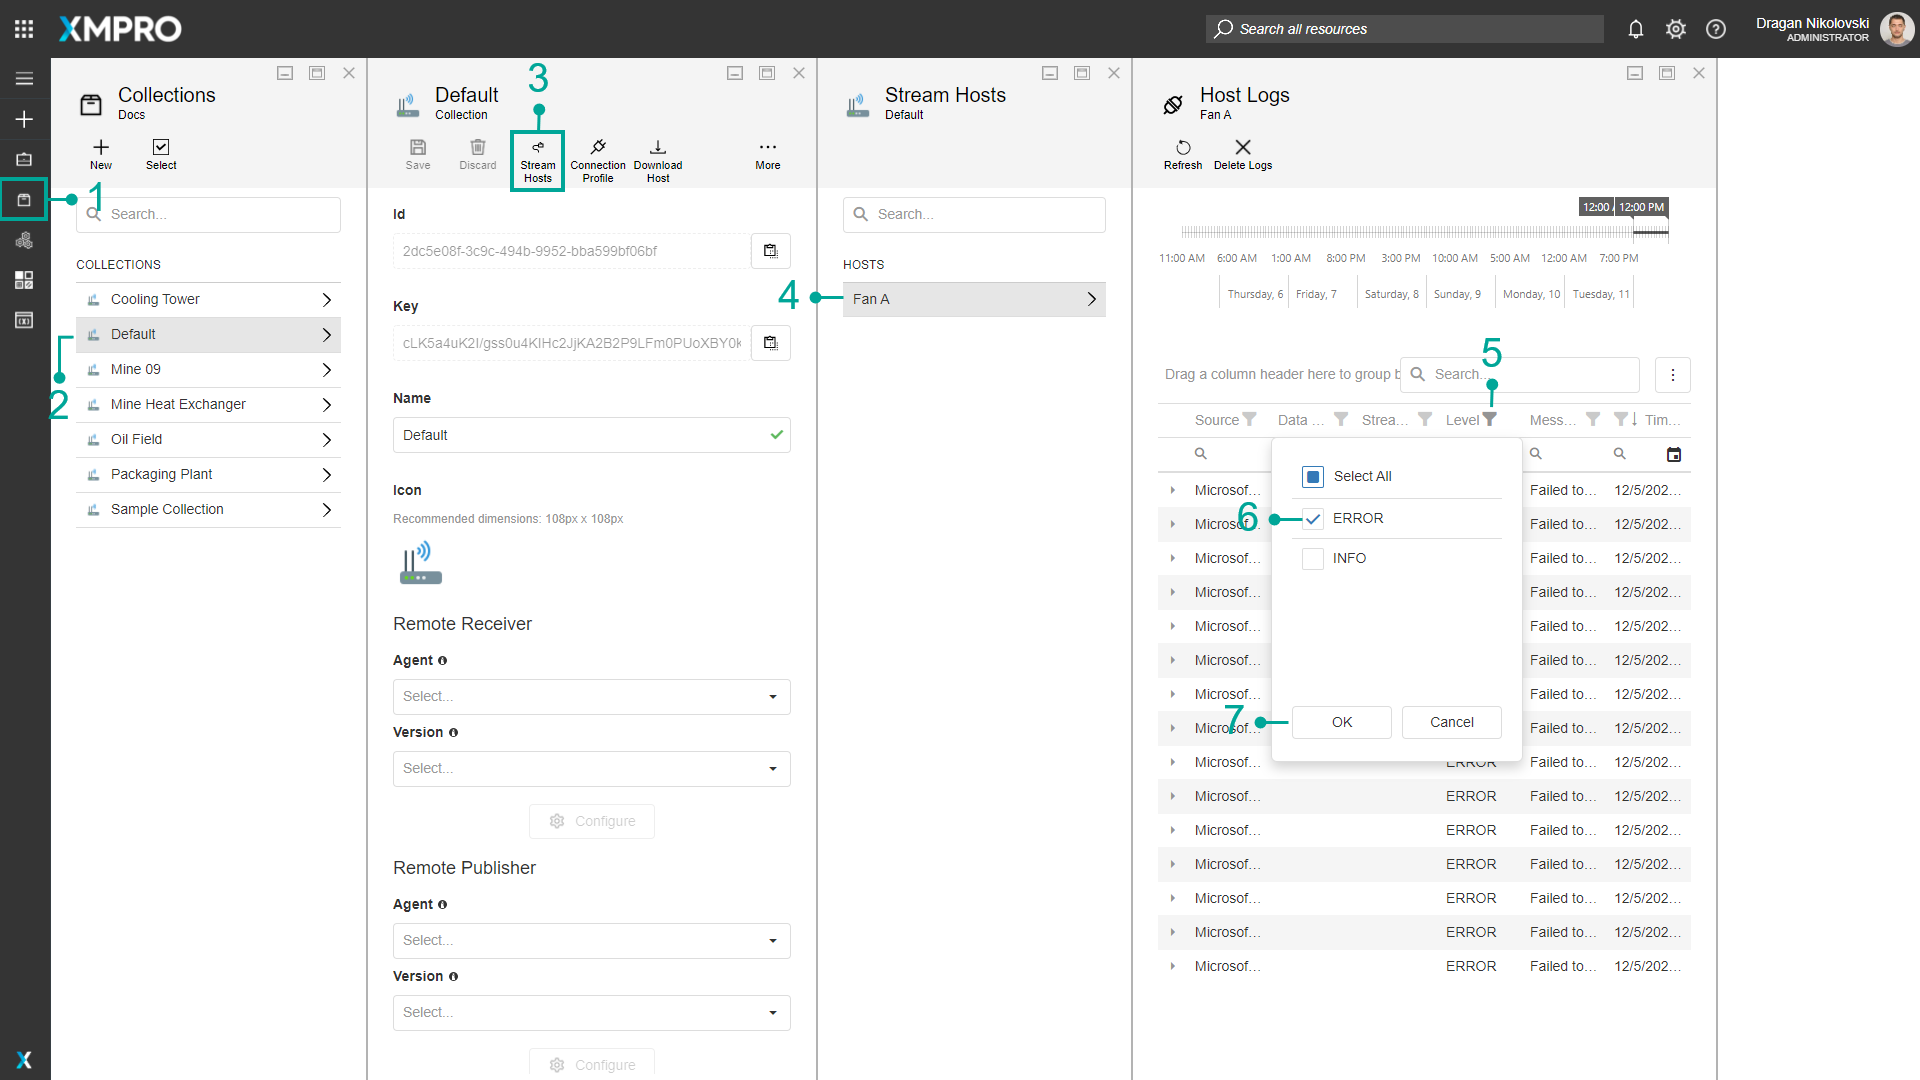 XMPRO
Search all resources
Dragan Nikolovski
ADMINISTRATOR
Collections
Docs
New
Select
1
Search...
COLLECTIONS
Cooling Tower
Default
Mine 09
Mine Heat Exchanger
Oil Field
Packaging Plant
Sample Collection
2
Default
Collection
3
Save
Discard
Stream Hosts
Connection Profile
Download Host
More
Id
2dc5e08f-3c9c-494b-9952-bba599bf06bf
Key
cLK5a4uK2I/gss0u4KIHc2JjKA2B2P9LFm0PUoXBY0k
Name
Default
Icon
Recommended dimensions: 108px x 108px
Remote Receiver
Agent
Select...
Version
Select...
Configure
Remote Publisher
Agent
Select...
Version
Select...
Configure
Stream Hosts
Default
Search...
HOSTS
4
Fan A
Host Logs
Fan A
Refresh
Delete Logs
12:00 12:00 PM
11:00 AM 6:00 AM 1:00 AM 8:00 PM 3:00 PM 10:00 AM 5:00 AM 12:00 AM 7:00 PM
Thursday, 6 Friday, 7 Saturday, 8 Sunday, 9 Monday, 10 Tuesday, 11
5
Drag a column header here to group b
Search...
Source Data ... Strea... Level Mess... Tim...
Select All
6
ERROR
INFO
7
OK
Cancel
Microsof... Failed to... 12/5/202...
Microsof... Failed to... 12/5/202...
Microsof... Failed to... 12/5/202...
Microsof... Failed to... 12/5/202...
Microsof... Failed to... 12/5/202...
Microsof... Failed to... 12/5/202...
Microsof... Failed to... 12/5/202...
Microsof... Failed to... 12/5/202...
Microsof... ERROR Failed to... 12/5/202...
Microsof... ERROR Failed to... 12/5/202...
Microsof... ERROR Failed to... 12/5/202...
Microsof... ERROR Failed to... 12/5/202...
Microsof... ERROR Failed to... 12/5/202...
Microsof... ERROR Failed to... 12/5/202...
Microsof... ERROR Failed to... 12/5/202...